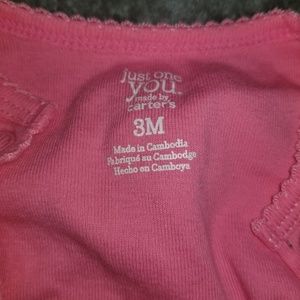 just one
you
made by
carter's
3M
Made in Cambodia
Fabriqué au Cambodge
Hecho en Camboya